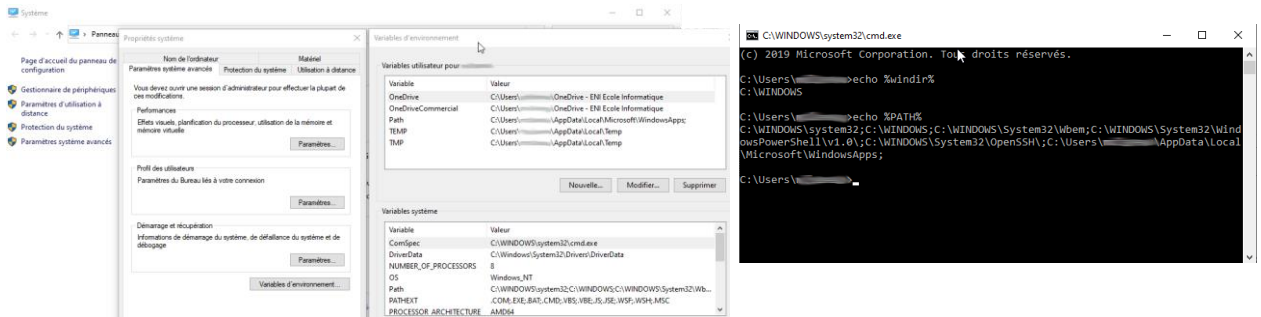 Système
Panneau
Page d'accueil du panneau de
configuration
Gestionnaire de périphériques
Paramètres d'utilisation à
distance
Protection du système
Paramètres système avancés
Propriétés système
Nom de l'ordinateur
Matériel
Paramètres système avancés
Protection du système
Utilisation à distance
Vous devez ouvrir une session d'administrateur pour effectuer la plupart de
ces modifications.
Performances
Effets visuels, planification du processeur, utilisation de la mémoire et
mémoire virtuelle
Paramètres...
Profil des utilisateurs
Paramètres du Bureau liés à votre connexion
Paramètres...
Démarrage et récupération
Informations de démarrage du système, de défaillance du système et de
débogage
Paramètres...
Variables d'environnement...
Variables d'environnement
Variables utilisateur pour
Variable Valeur
OneDrive C:\Users\ \OneDrive - ENI Ecole Informatique
OneDriveCommercial C:\Users\ \OneDrive - ENI Ecole Informatique
Path C:\Users\ \AppData\Local\Microsoft\WindowsApps;
TEMP C:\Users\ \AppData\Local\Temp
TMP C:\Users\ \AppData\Local\Temp
Nouvelle... Modifier... Supprimer
Variables système
Variable Valeur
ComSpec C:\WINDOWS\system32\cmd.exe
DriverData C:\Windows\System32\Drivers\DriverData
NUMBER_OF_PROCESSORS 8
OS Windows_NT
Path C:\WINDOWS\system32;C:\WINDOWS;C:\WINDOWS\System32\Wb...
PATHEXT .COM;.EXE;.BAT;.CMD;.VBS;.VBE;.JS;.JSE;.WSF;.WSH;.MSC
PROCESSOR_ARCHITECTURE AMD64
C:\WINDOWS\system32\cmd.exe
(c) 2019 Microsoft Corporation. Tous droits réservés.
C:\Users\ >echo %windir%
C:\WINDOWS
C:\Users\ >echo %PATH%
C:\WINDOWS\system32;C:\WINDOWS;C:\WINDOWS\System32\Wbem;C:\WINDOWS\System32\Wind
owsPowerShell\v1.0\;C:\WINDOWS\System32\OpenSSH\;C:\Users\ \AppData\Local
\Microsoft\WindowsApps;
C:\Users\ >